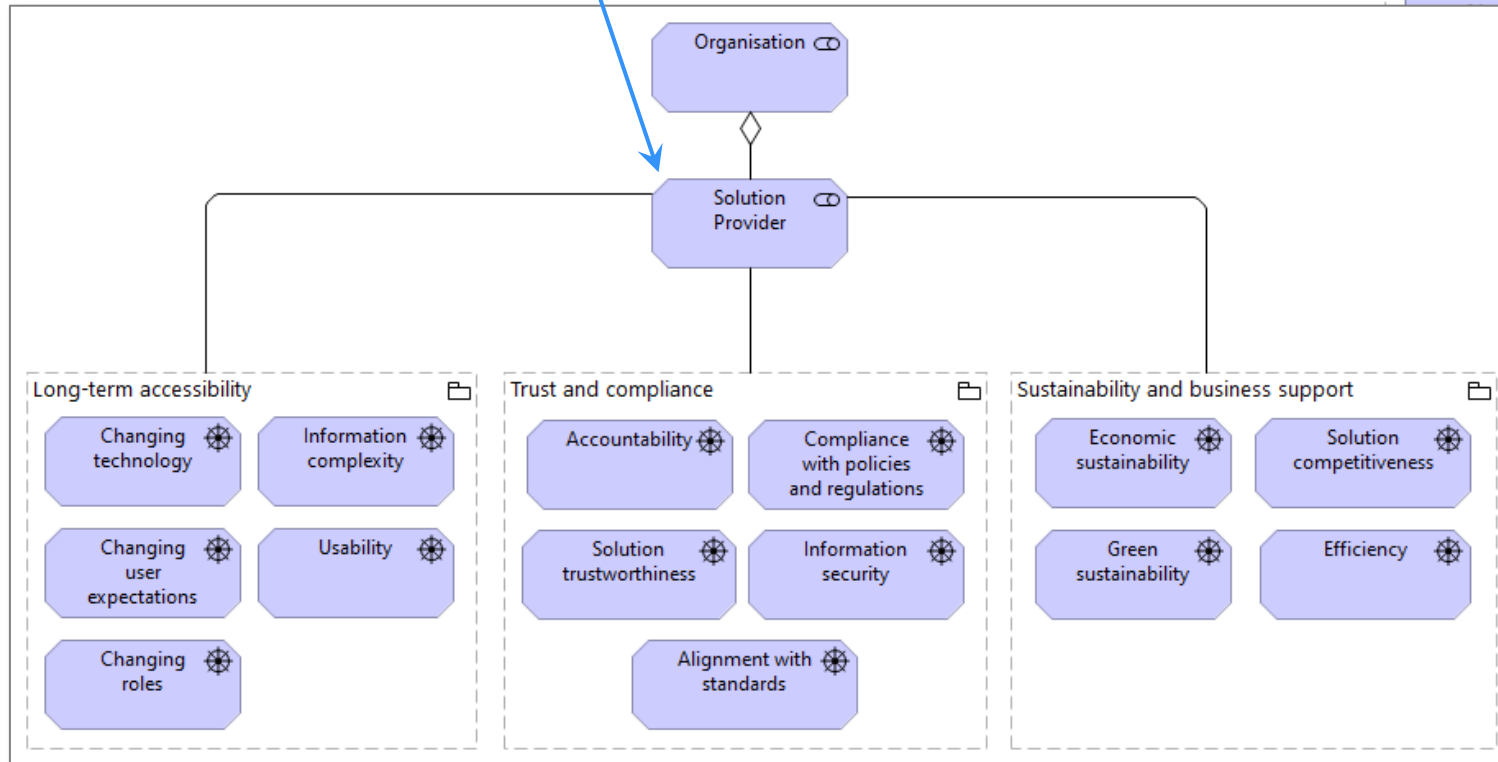 Organisation
Solution
Provider
Long-term accessibility
Changing
technology
Information
complexity
Changing
user
expectations
Usability
Changing
roles
Trust and compliance
Accountability
Compliance
with policies
and regulations
Solution
trustworthiness
Information
security
Alignment with
standards
Sustainability and business support
Economic
sustainability
Solution
competitiveness
Green
sustainability
Efficiency